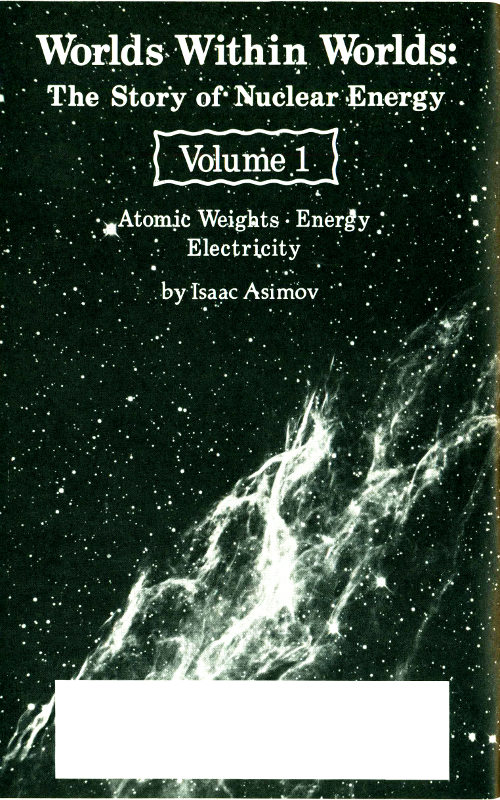 Worlds Within Worlds:
The Story of Nuclear Energy
Volume 1
Atomic Weights · Energy
Electricity
by Isaac Asimov